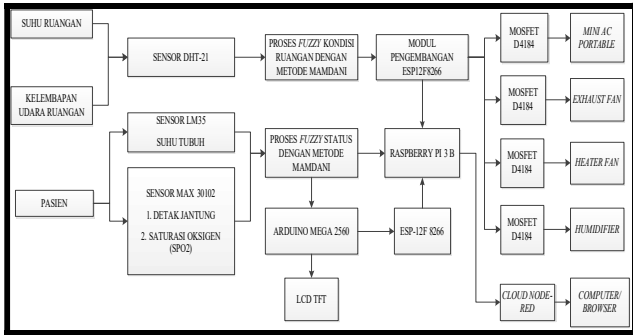 SUHU RUANGAN
KELEMBAPAN
UDARA RUANGAN
PASIEN
SENSOR DHT-21
SENSOR LM35
SUHU TUBUH
SENSOR MAX 30102
1. DETAK JANTUNG
2. SATURASI OKSIGEN
(SPO2)
PROSES FUZZY KONDISI
RUANGAN DENGAN
METODE MAMDANI
PROSES FUZZY STATUS
DENGAN METODE
MAMDANI
ARDUINO MEGA 2560
LCD TFT
MODUL
PENGEMBANGAN
ESP12F8266
RASPBERRY PI 3 B
ESP-12F 8266
MOSFET
D4184
MINI AC
PORTABLE
MOSFET
D4184
EXHAUST FAN
MOSFET
D4184
HEATER FAN
MOSFET
D4184
HUMIDIFIER
CLOUD NODE-
RED
COMPUTER/
BROWSER